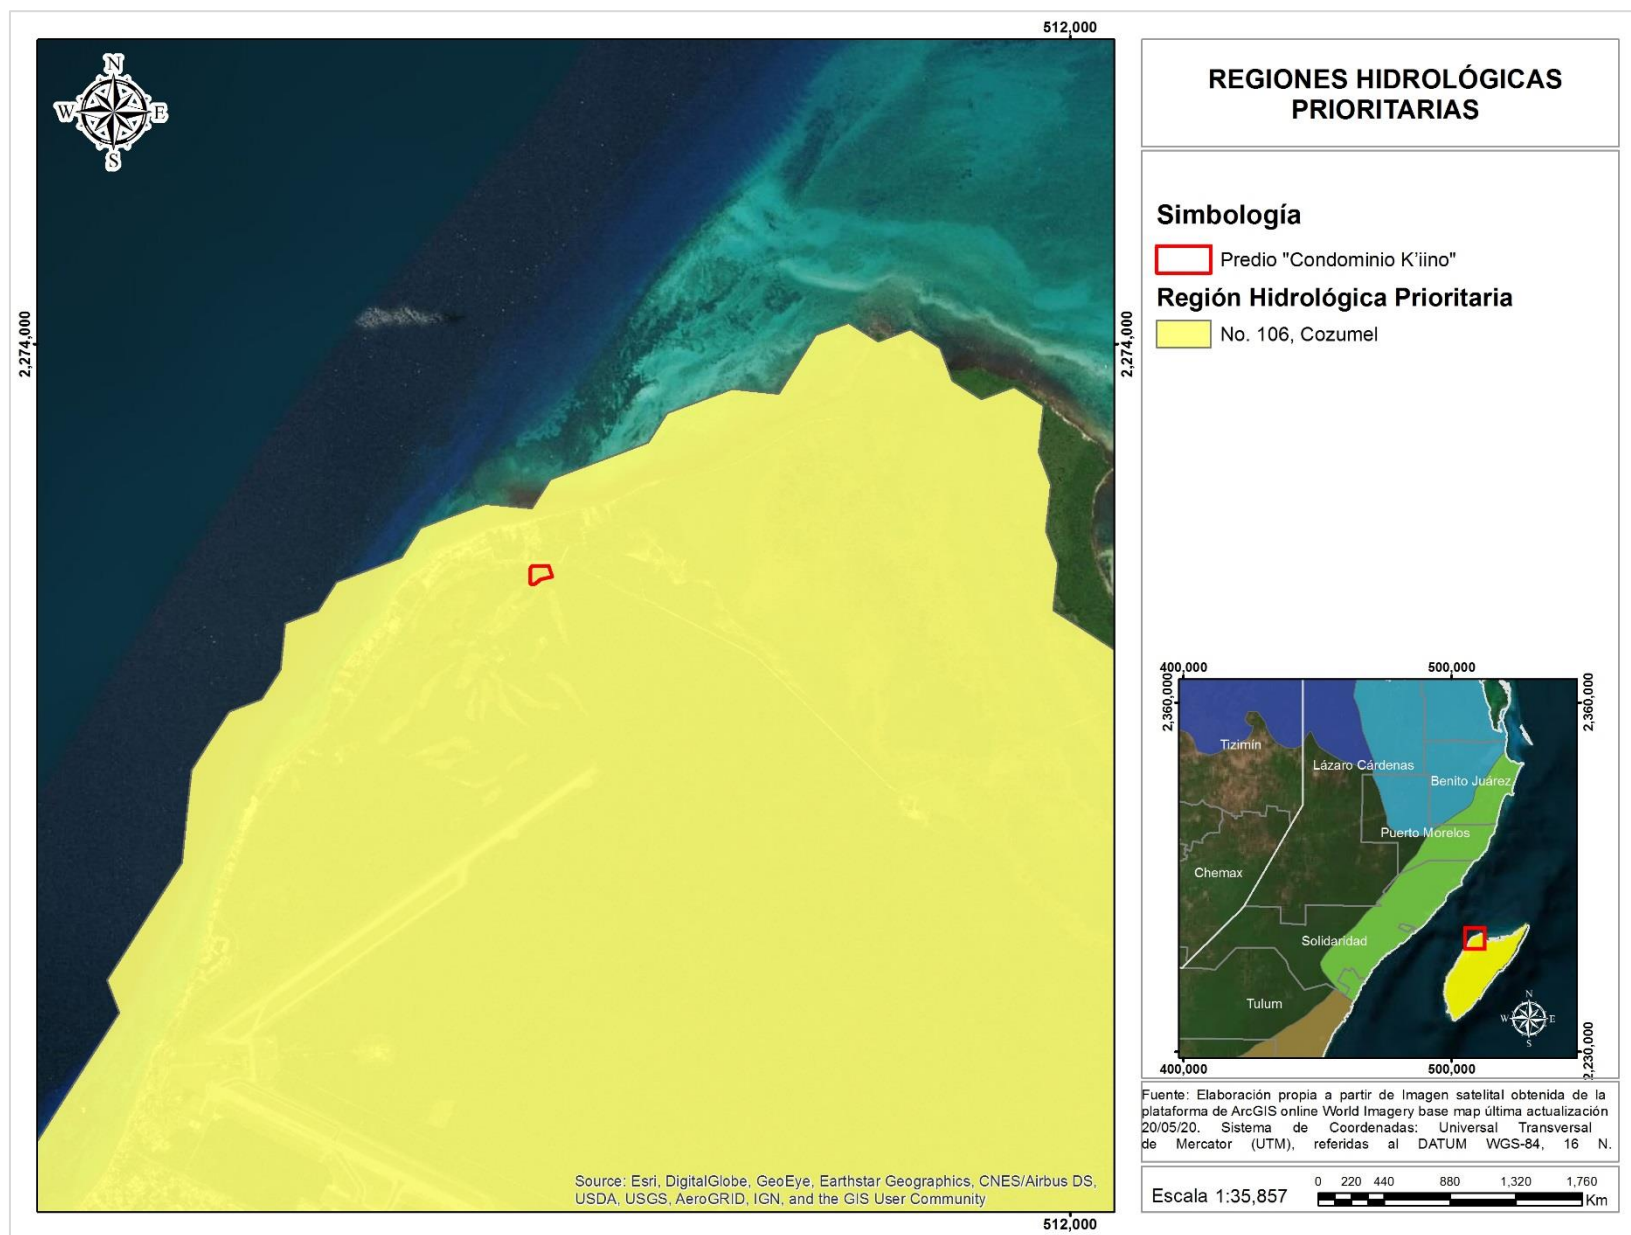 512,000
N
W E
S
2,274,000
2,274,000
Source: Esri, DigitalGlobe, GeoEye, Earthstar Geographics, CNES/Airbus DS,
USDA, USGS, AeroGRID, IGN, and the GIS User Community
512,000
REGIONES HIDROLÓGICAS
PRIORITARIAS
Simbología
Predio "Condominio K'iino"
Región Hidrológica Prioritaria
No. 106, Cozumel
400,000 500,000
2,360,000
2,360,000
Tizimín
Lázaro Cárdenas
Benito Juárez
Puerto Morelos
Chemax
Solidaridad
Tulum
N
W E
S
2,230,000
400,000 500,000
Fuente: Elaboración propia a partir de Imagen satelital obtenida de la
plataforma de ArcGIS online World Imagery base map última actualización
20/05/20. Sistema de Coordenadas: Universal Transversal
de Mercator (UTM), referidas al DATUM WGS-84, 16 N.
Escala 1:35,857
0 220 440 880 1,320 1,760
Km